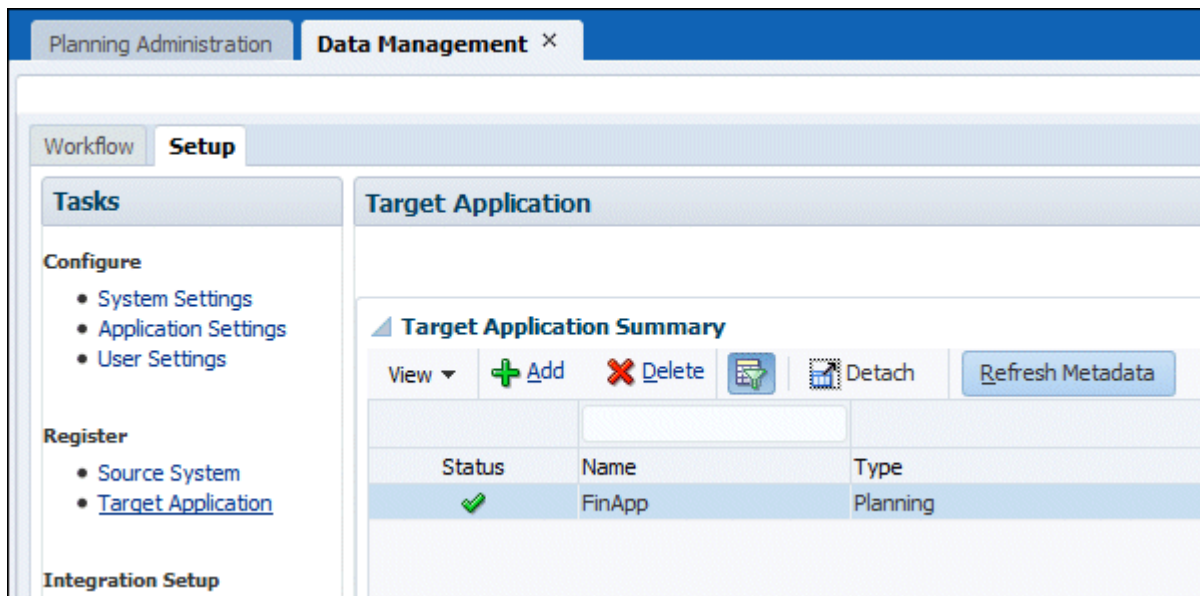 Planning Administration Data Management ×
Workflow Setup
Tasks
Configure
• System Settings
• Application Settings
• User Settings
Register
• Source System
• Target Application
Integration Setup
Target Application
Target Application Summary
View Add Delete Detach Refresh Metadata
Status Name Type
FinApp Planning